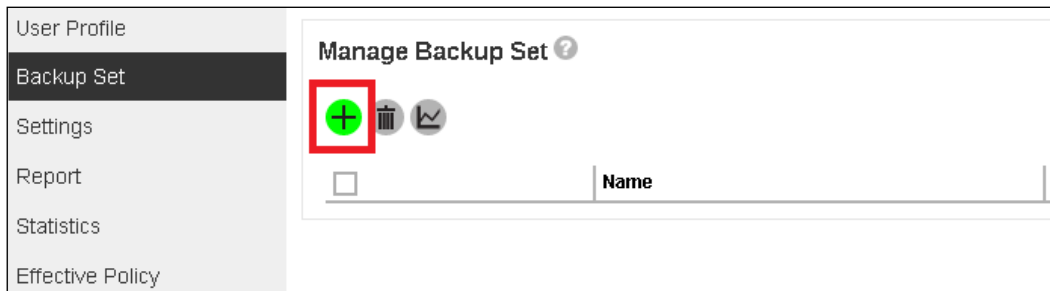 User Profile
Backup Set
Settings
Report
Statistics
Effective Policy
Manage Backup Set ?
Name